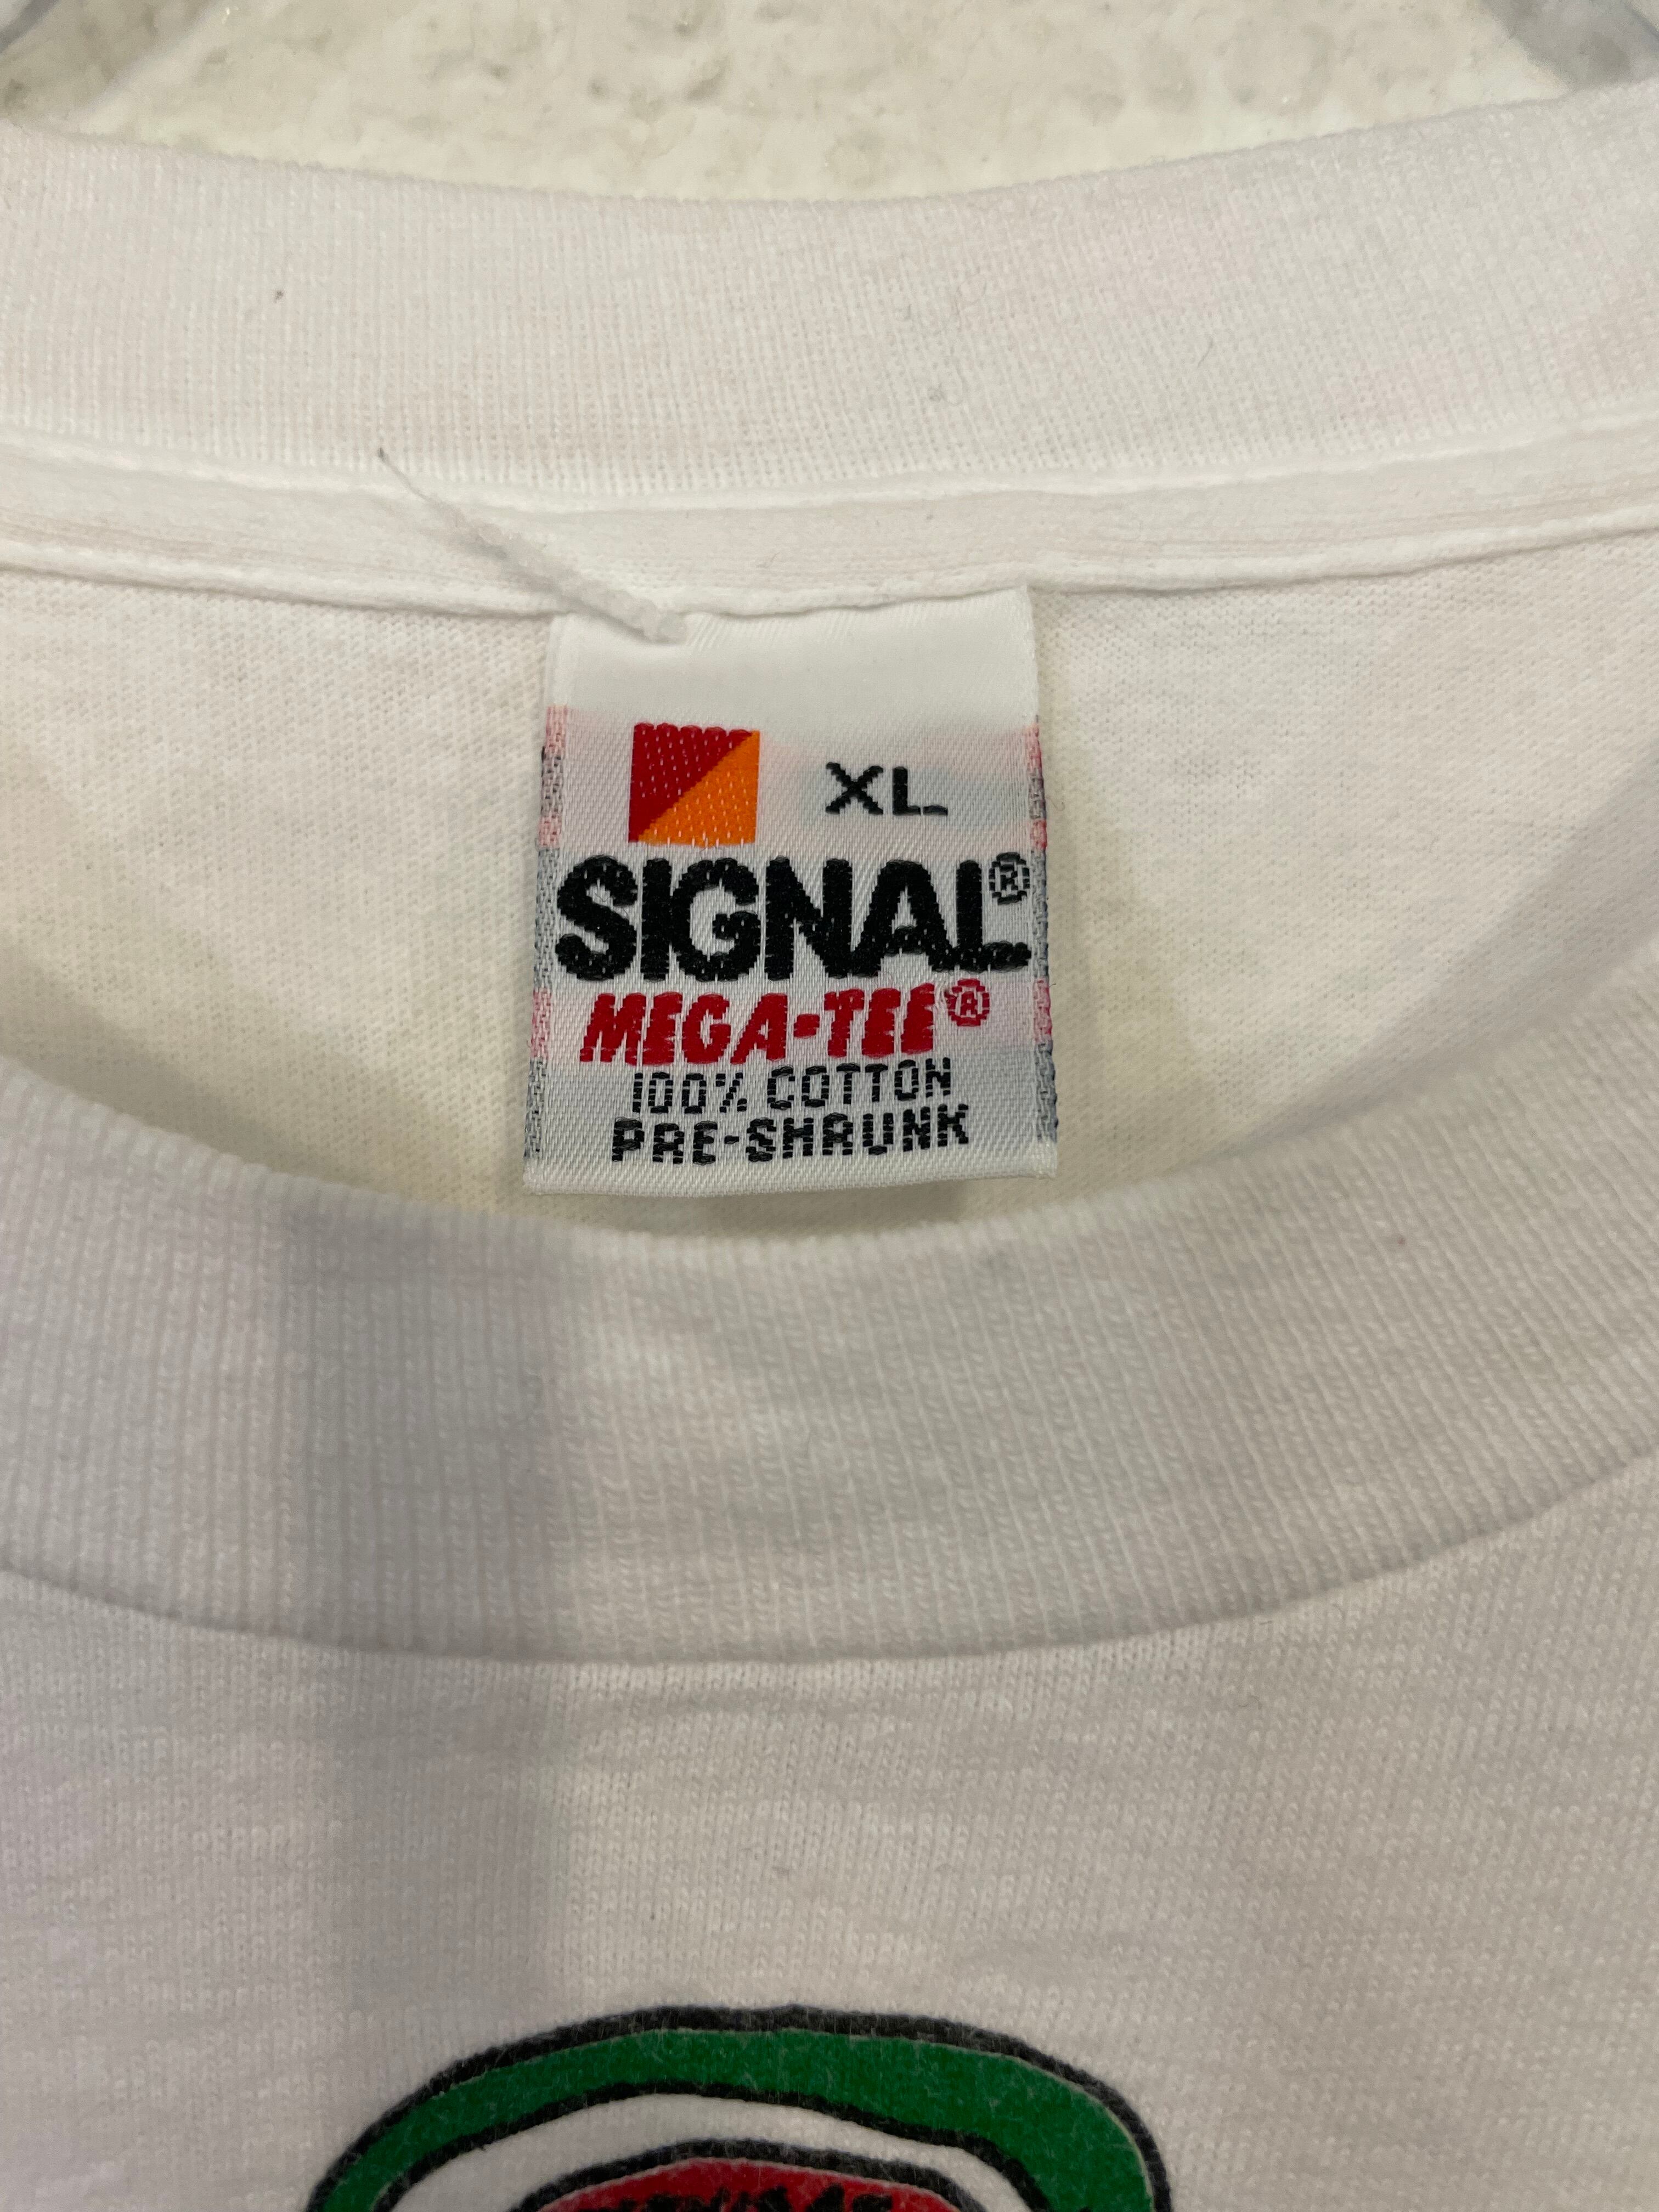 XL
SIGNAL®
MEGA-TEE®
100% COTTON
PRE-SHRUNK